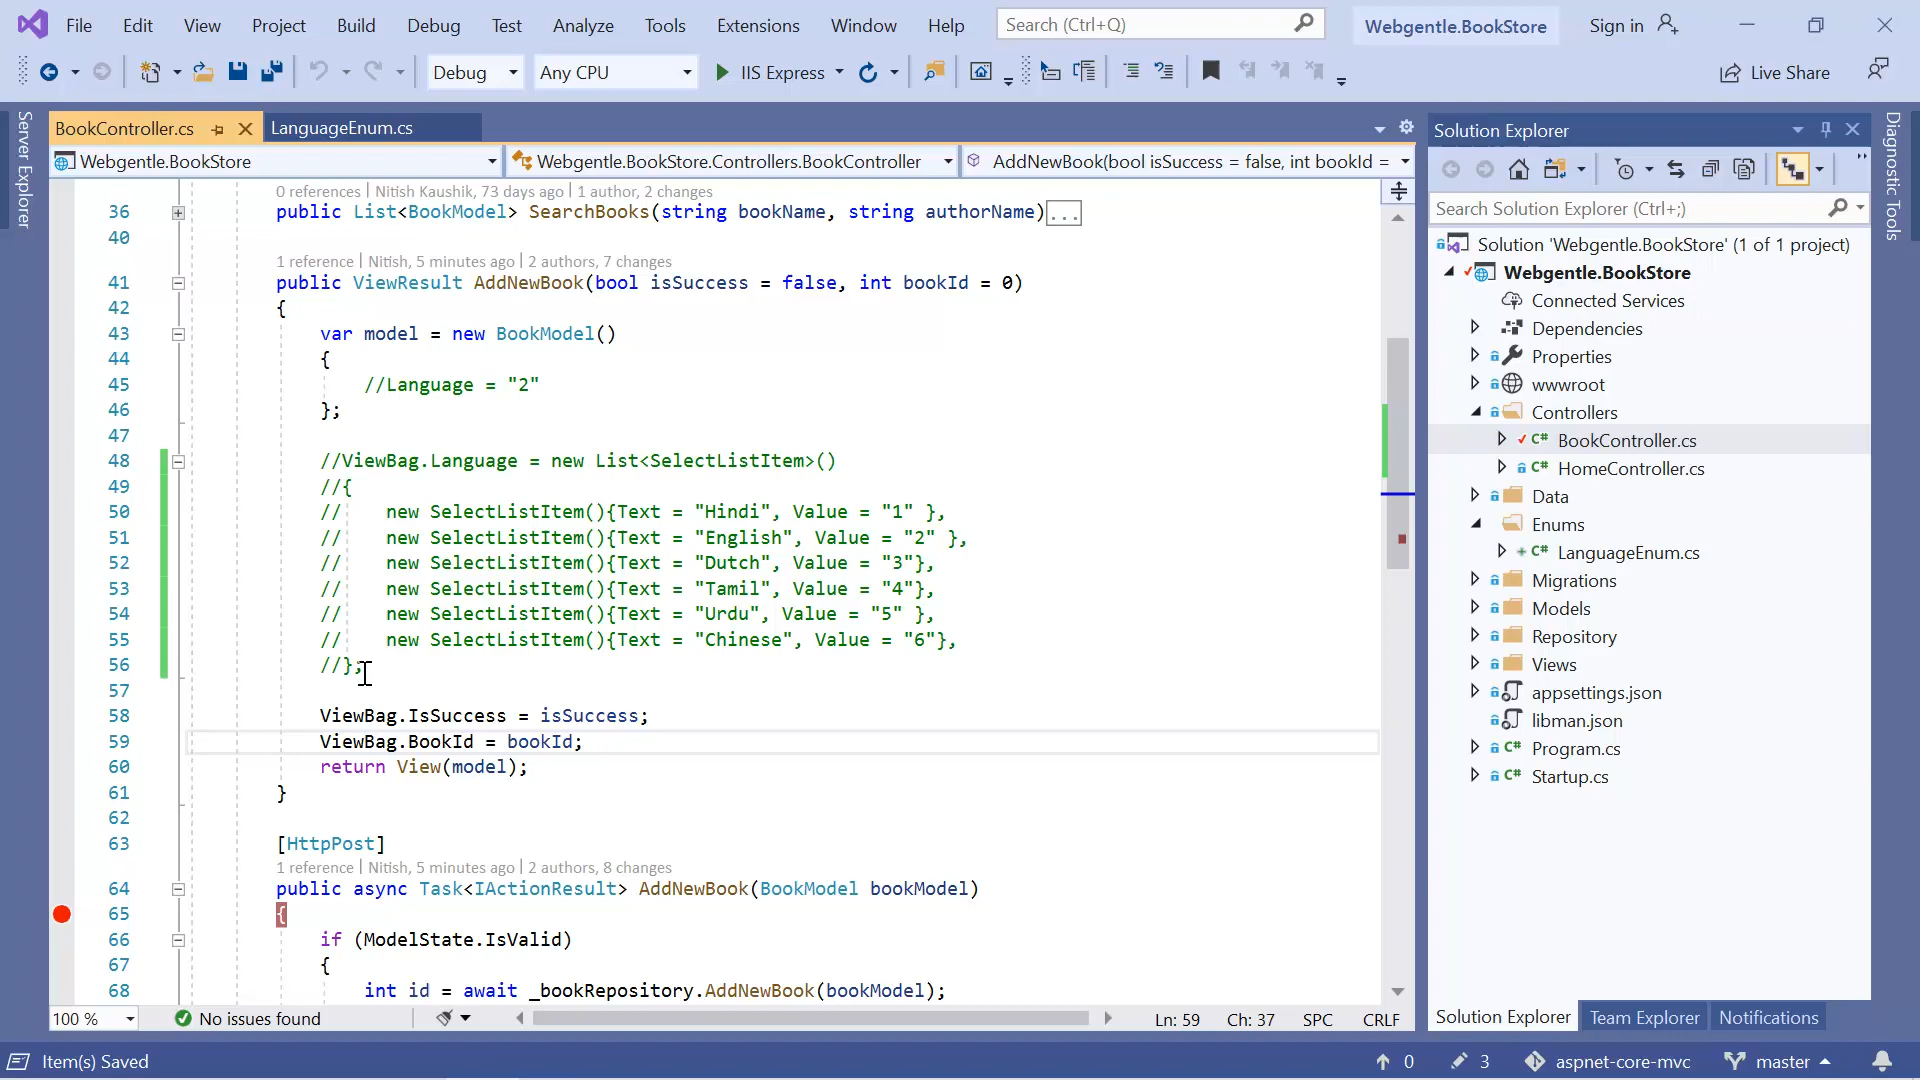 File Edit View Project Build Debug Test Analyze Tools Extensions Window Help Search (Ctrl+Q) Webgentle.BookStore Sign in
Debug Any CPU IIS Express Live Share
Server Explorer
BookController.cs LanguageEnum.cs
Webgentle.BookStore Webgentle.BookStore.Controllers.BookController AddNewBook(bool isSuccess = false, int bookId =
0 references | Nitish Kaushik, 73 days ago | 1 author, 2 changes
36 public List<BookModel> SearchBooks(string bookName, string authorName)...
40
1 reference | Nitish, 5 minutes ago | 2 authors, 7 changes
41 public ViewResult AddNewBook(bool isSuccess = false, int bookId = 0)
42 {
43 var model = new BookModel()
44 {
45 //Language = "2"
46 };
47
48 //ViewBag.Language = new List<SelectListItem>()
49 //{
50 // new SelectListItem(){Text = "Hindi", Value = "1" },
51 // new SelectListItem(){Text = "English", Value = "2" },
52 // new SelectListItem(){Text = "Dutch", Value = "3"},
53 // new SelectListItem(){Text = "Tamil", Value = "4"},
54 // new SelectListItem(){Text = "Urdu", Value = "5" },
55 // new SelectListItem(){Text = "Chinese", Value = "6"},
56 //};
57
58 ViewBag.IsSuccess = isSuccess;
59 ViewBag.BookId = bookId;
60 return View(model);
61 }
62
63 [HttpPost]
1 reference | Nitish, 5 minutes ago | 2 authors, 8 changes
64 public async Task<IActionResult> AddNewBook(BookModel bookModel)
65 {
66 if (ModelState.IsValid)
67 {
68 int id = await _bookRepository.AddNewBook(bookModel);
100 % No issues found Ln: 59 Ch: 37 SPC CRLF
Solution Explorer
Search Solution Explorer (Ctrl+;)
Solution 'Webgentle.BookStore' (1 of 1 project)
Webgentle.BookStore
Connected Services
Dependencies
Properties
wwwroot
Controllers
C# BookController.cs
C# HomeController.cs
Data
Enums
C# LanguageEnum.cs
Migrations
Models
Repository
Views
appsettings.json
libman.json
C# Program.cs
C# Startup.cs
Solution Explorer Team Explorer Notifications
Diagnostic Tools
Item(s) Saved 0 3 aspnet-core-mvc master